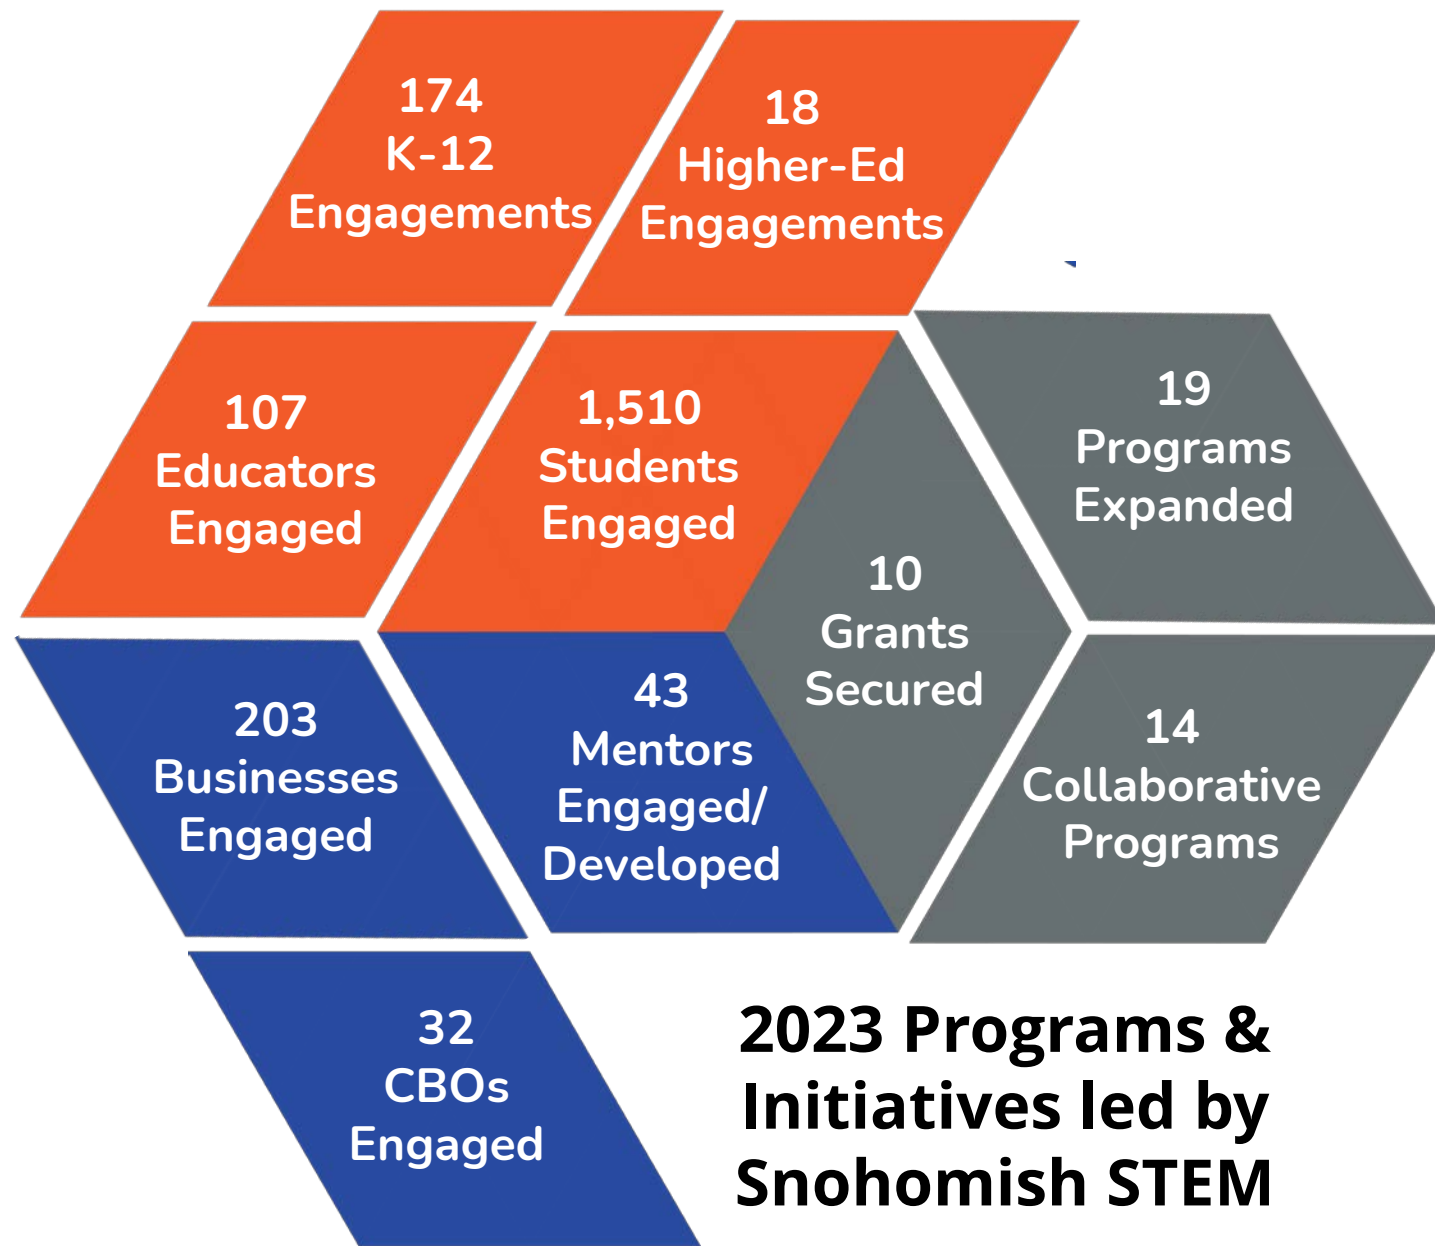 174
K-12
Engagements
18
Higher-Ed
Engagements
107
Educators
Engaged
1,510
Students
Engaged
19
Programs
Expanded
10
Grants
Secured
203
Businesses
Engaged
43
Mentors
Engaged/
Developed
14
Collaborative
Programs
32
CBOs
Engaged
2023 Programs &
Initiatives led by
Snohomish STEM